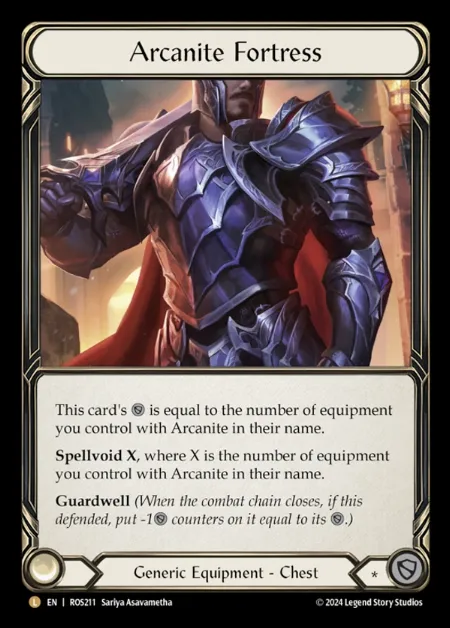 Arcanite Fortress
This card's is equal to the number of equipment
you control with Arcanite in their name.
Spellvoid X, where X is the number of equipment
you control with Arcanite in their name.
Guardwell (When the combat chain closes, if this
defended, put -1 counters on it equal to its .)
Generic Equipment - Chest
*
L EN | ROS211 Sariya Asavametha
© 2024 Legend Story Studios